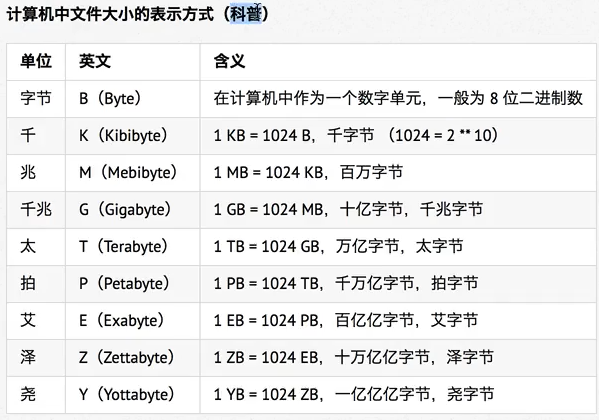 计算机中文件大小的表示方式（科普）
单位 英文 含义
字节 B（Byte） 在计算机中作为一个数字单元，一般为 8 位二进制数
千 K（Kibibyte） 1 KB = 1024 B，千字节 （1024 = 2 ** 10）
兆 M（Mebibyte） 1 MB = 1024 KB，百万字节
千兆 G（Gigabyte） 1 GB = 1024 MB，十亿字节，千兆字节
太 T（Terabyte） 1 TB = 1024 GB，万亿字节，太字节
拍 P（Petabyte） 1 PB = 1024 TB，千万亿字节，拍字节
艾 E（Exabyte） 1 EB = 1024 PB，百亿亿字节，艾字节
泽 Z（Zettabyte） 1 ZB = 1024 EB，十万亿亿字节，泽字节
尧 Y（Yottabyte） 1 YB = 1024 ZB，一亿亿亿字节，尧字节